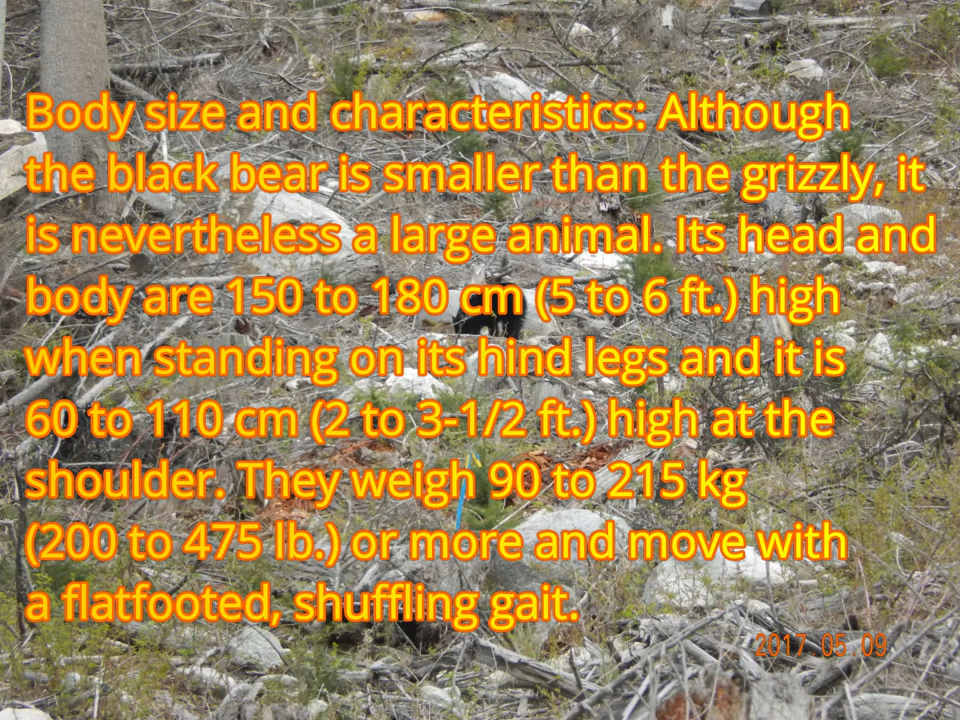 Body size and characteristics: Although
the black bear is smaller than the grizzly, it
is nevertheless a large animal. Its head and
body are 150 to 180 cm (5 to 6 ft.) high
when standing on its hind legs and it is
60 to 110 cm (2 to 3-1/2 ft.) high at the
shoulder. They weigh 90 to 215 kg
(200 to 475 lb.) or more and move with
a flatfooted, shuffling gait.
2017 05 09